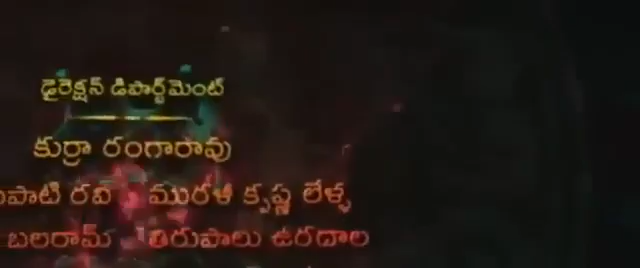 డైరెక్షన్ డిపార్ట్‌మెంట్
కుర్రా రంగారావు
రవి మురళీ కృష్ణ లేళ్ళ
బలరామ్ తిరుపాలు ఉరదాల